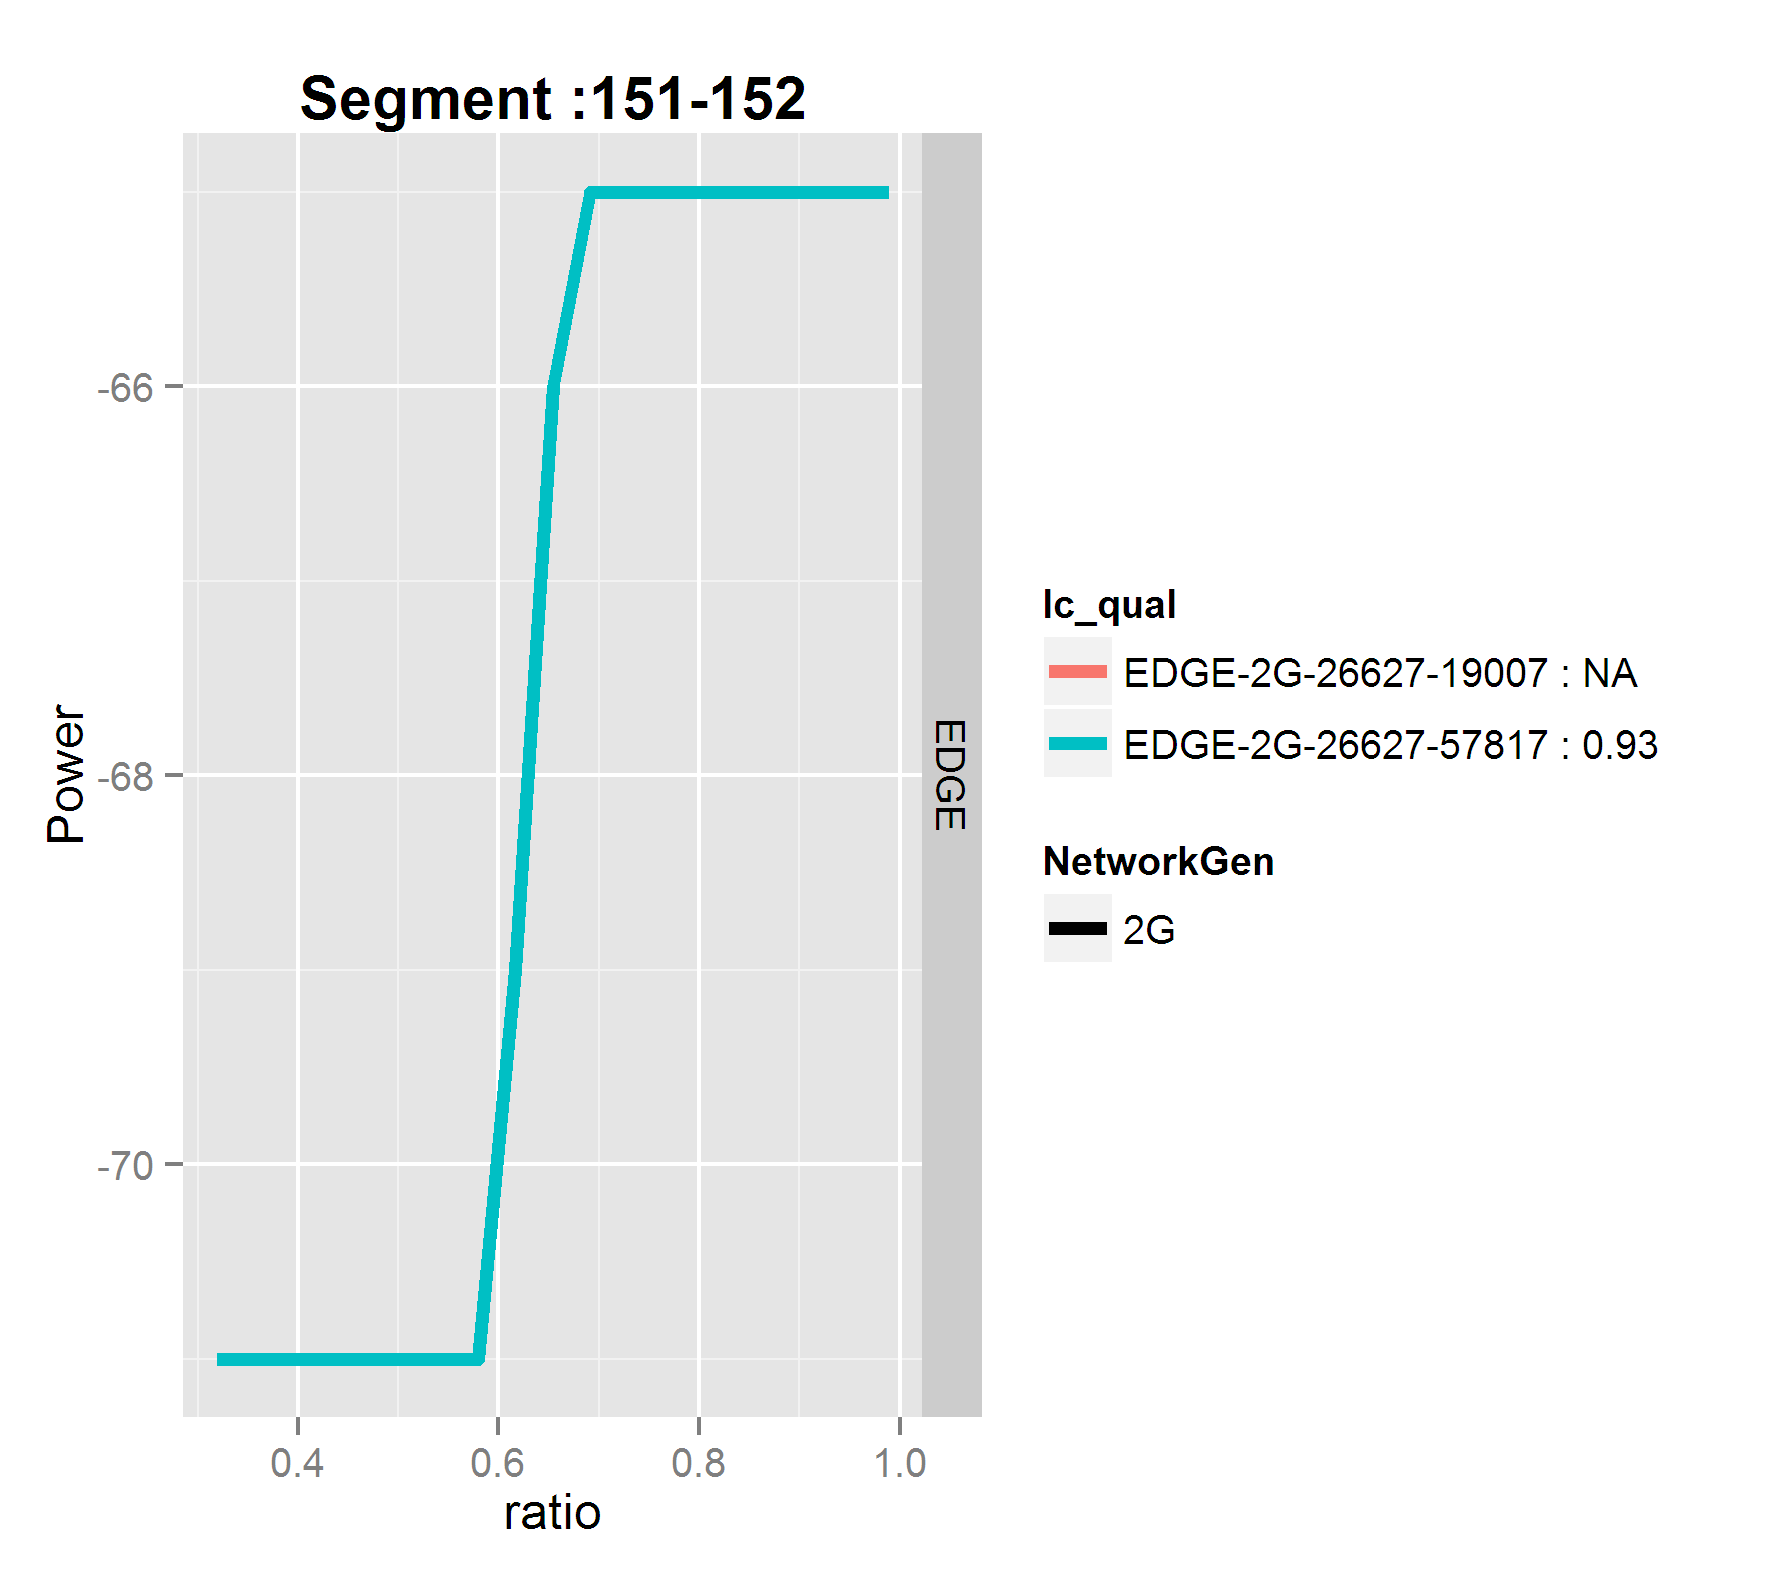 Segment :151-152
Power
-66
-68
-70
0.4 0.6 0.8 1.0
ratio
EDGE
lc_qual
EDGE-2G-26627-19007 : NA
EDGE-2G-26627-57817 : 0.93
NetworkGen
2G